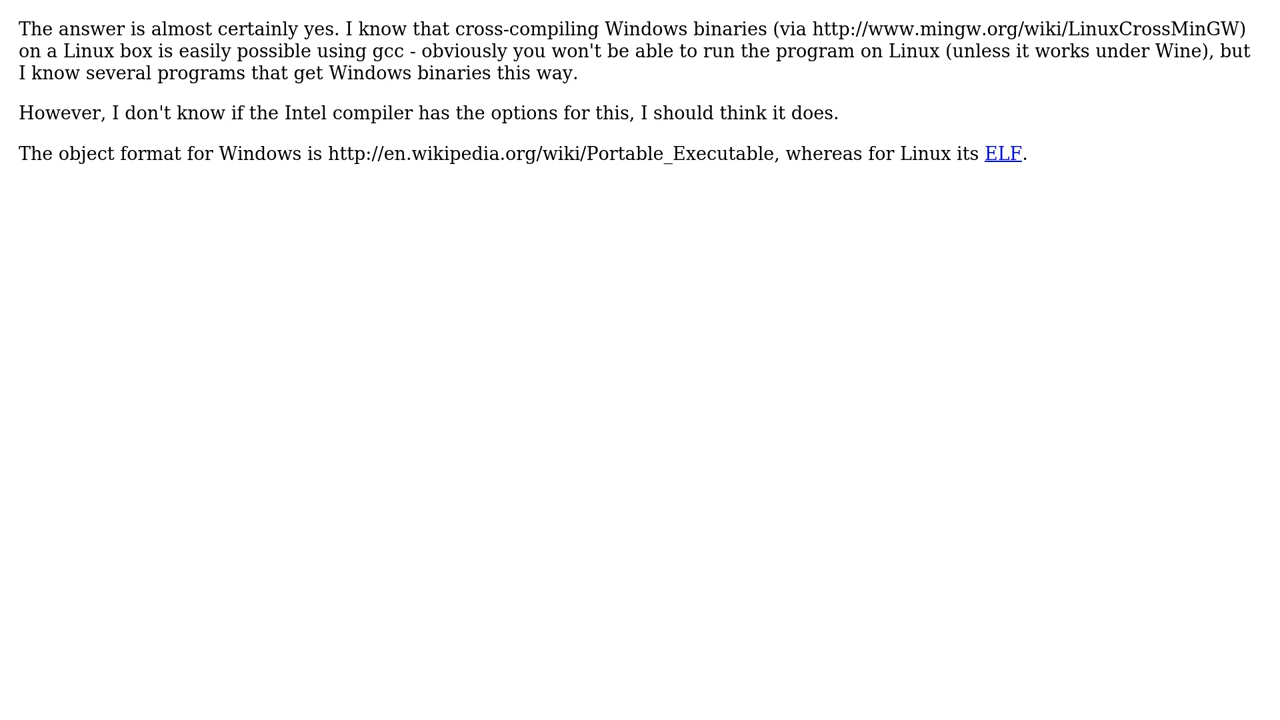 The answer is almost certainly yes. I know that cross-compiling Windows binaries (via http://www.mingw.org/wiki/LinuxCrossMinGW)
on a Linux box is easily possible using gcc - obviously you won't be able to run the program on Linux (unless it works under Wine), but
I know several programs that get Windows binaries this way.
However, I don't know if the Intel compiler has the options for this, I should think it does.
The object format for Windows is http://en.wikipedia.org/wiki/Portable_Executable, whereas for Linux its ELF.